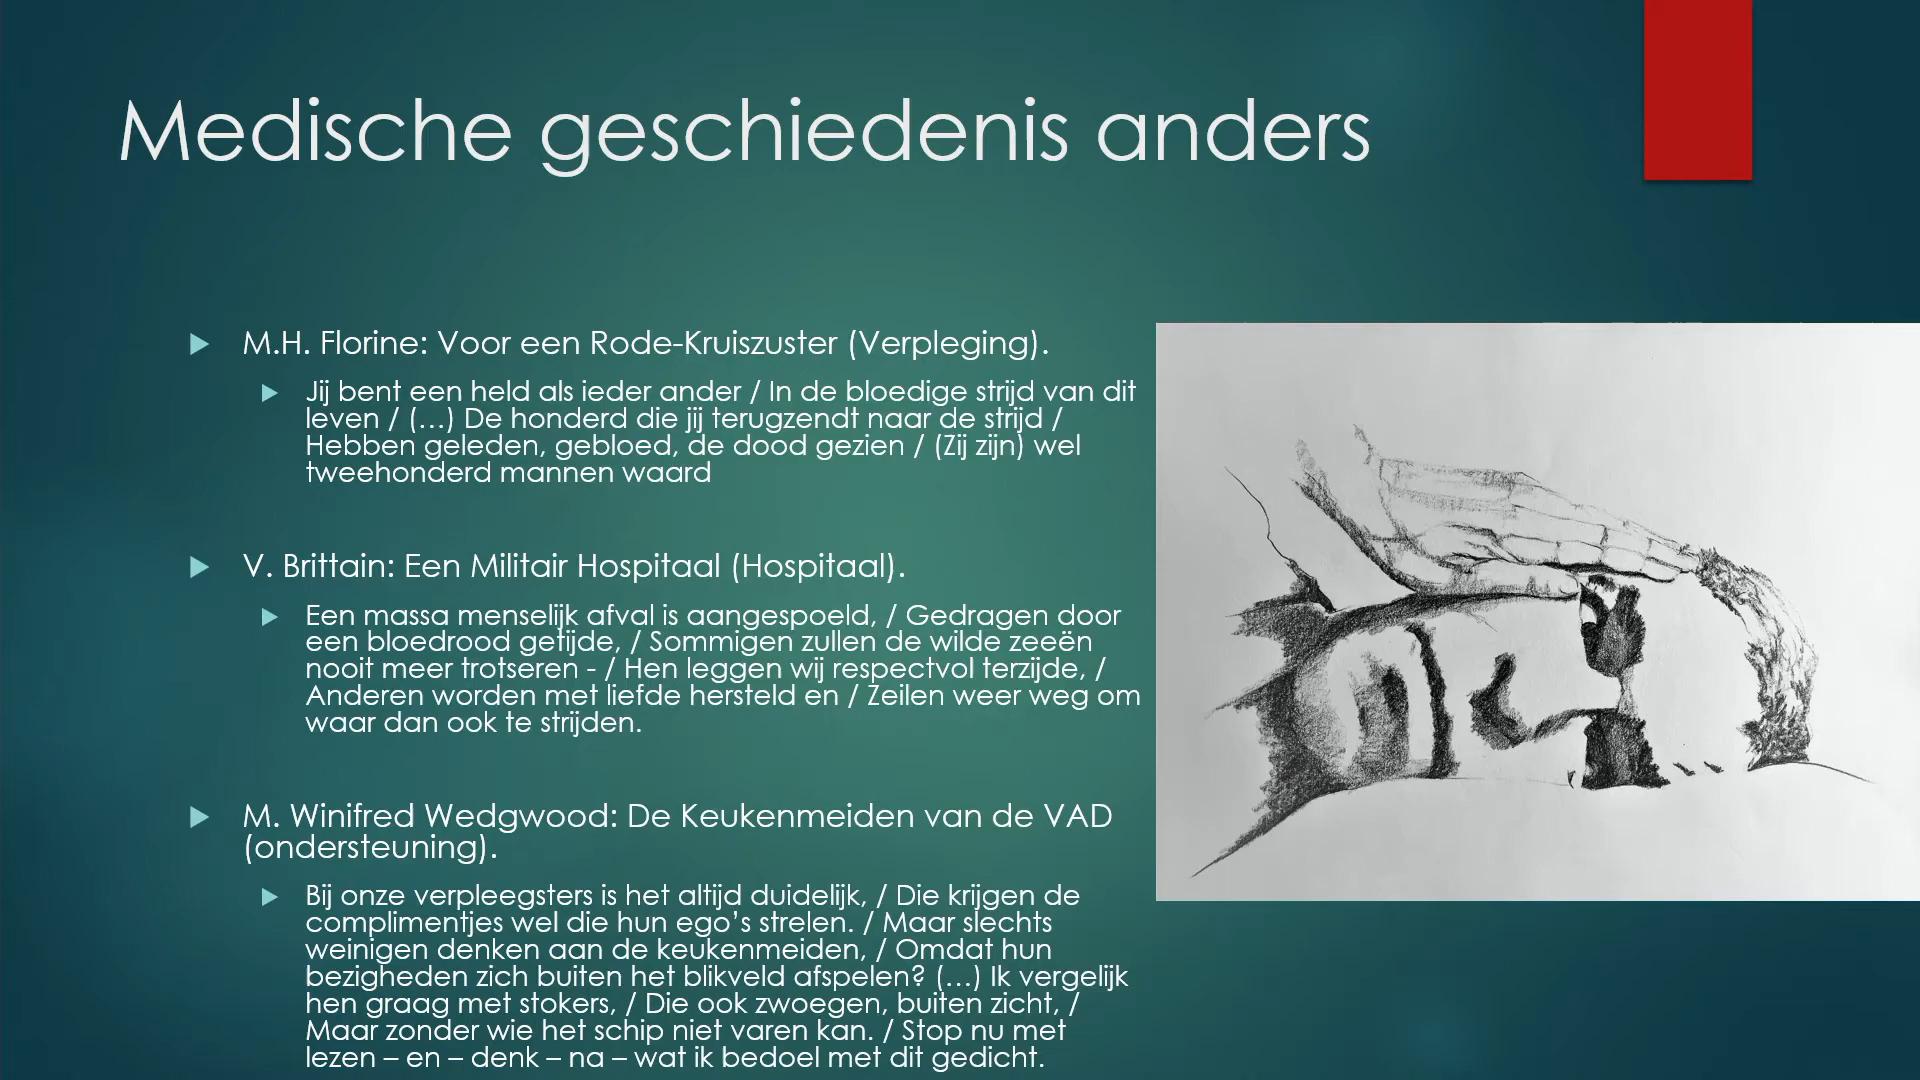 Medische geschiedenis anders
M.H. Florine: Voor een Rode-Kruiszuster (Verpleging).
Jij bent een held als ieder ander / In de bloedige strijd van dit
leven / (…) De honderd die jij terugzendt naar de strijd /
Hebben geleden, gebloed, de dood gezien / (Zij zijn) wel
tweehonderd mannen waard
V. Brittain: Een Militair Hospitaal (Hospitaal).
Een massa menselijk afval is aangespoeld, / Gedragen door
een bloedrood getijde, / Sommigen zullen de wilde zeeën
nooit meer trotseren - / Hen leggen wij respectvol terzijde, /
Anderen worden met liefde hersteld en / Zeilen weer weg om
waar dan ook te strijden.
M. Winifred Wedgwood: De Keukenmeiden van de VAD
(ondersteuning).
Bij onze verpleegsters is het altijd duidelijk, / Die krijgen de
complimentjes wel die hun ego’s strelen. / Maar slechts
weinigen denken aan de keukenmeiden, / Omdat hun
bezigheden zich buiten het blikveld afspelen? (…) Ik vergelijk
hen graag met stokers, / Die ook zwoegen, buiten zicht, /
Maar zonder wie het schip niet varen kan. / Stop nu met
lezen – en – denk – na – wat ik bedoel met dit gedicht.